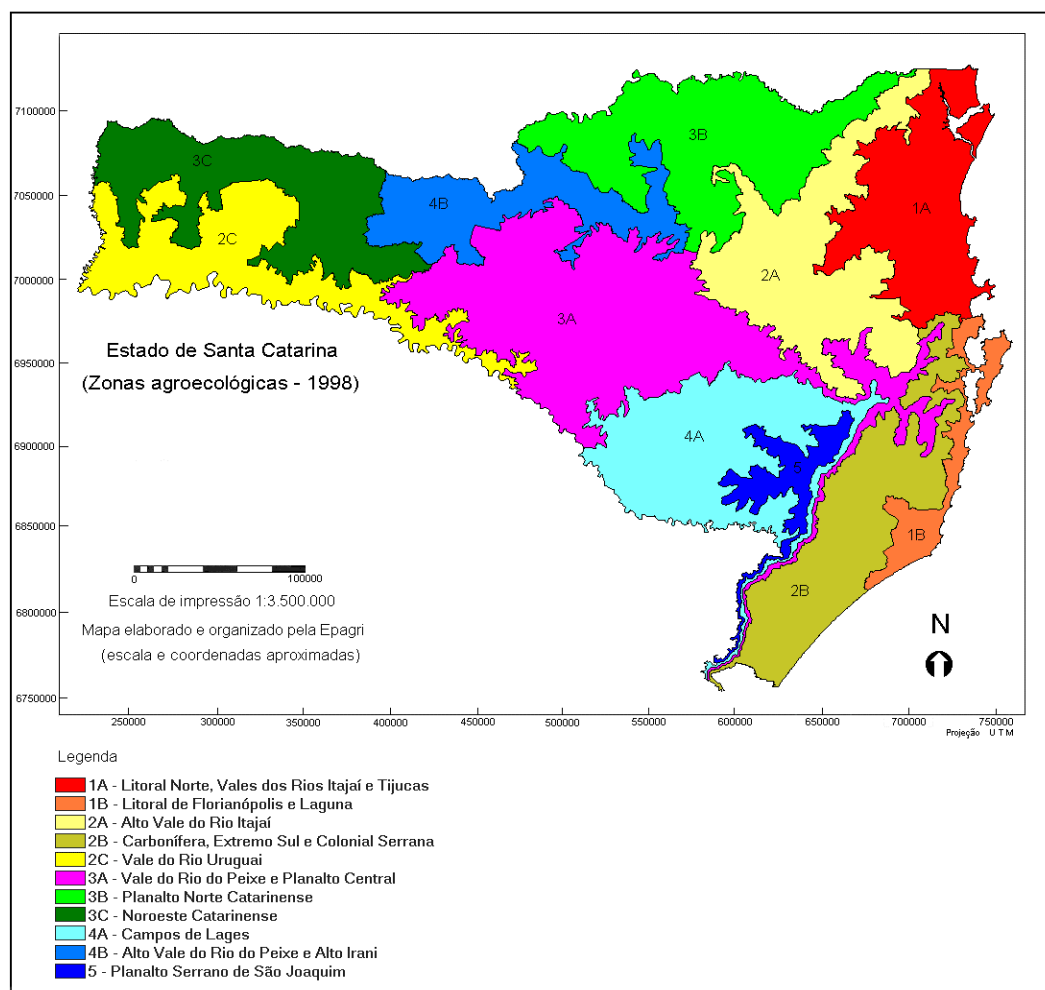 7100000
7050000
7000000
6950000
6900000
6850000
6800000
6750000
3B
3C
4B
1A
2C
2A
3A
Estado de Santa Catarina
(Zonas agroecológicas - 1998)
4A
5
1B
2B
0 100000
Escala de impressão 1:3.500.000
Mapa elaborado e organizado pela Epagri
(escala e coordenadas aproximadas)
N
250000 300000 350000 400000 450000 500000 550000 600000 650000 700000 750000
Projeção U T M
Legenda
1A - Litoral Norte, Vales dos Rios Itajaí e Tijucas
1B - Litoral de Florianópolis e Laguna
2A - Alto Vale do Rio Itajaí
2B - Carbonífera, Extremo Sul e Colonial Serrana
2C - Vale do Rio Uruguai
3A - Vale do Rio do Peixe e Planalto Central
3B - Planalto Norte Catarinense
3C - Noroeste Catarinense
4A - Campos de Lages
4B - Alto Vale do Rio do Peixe e Alto Irani
5 - Planalto Serrano de São Joaquim